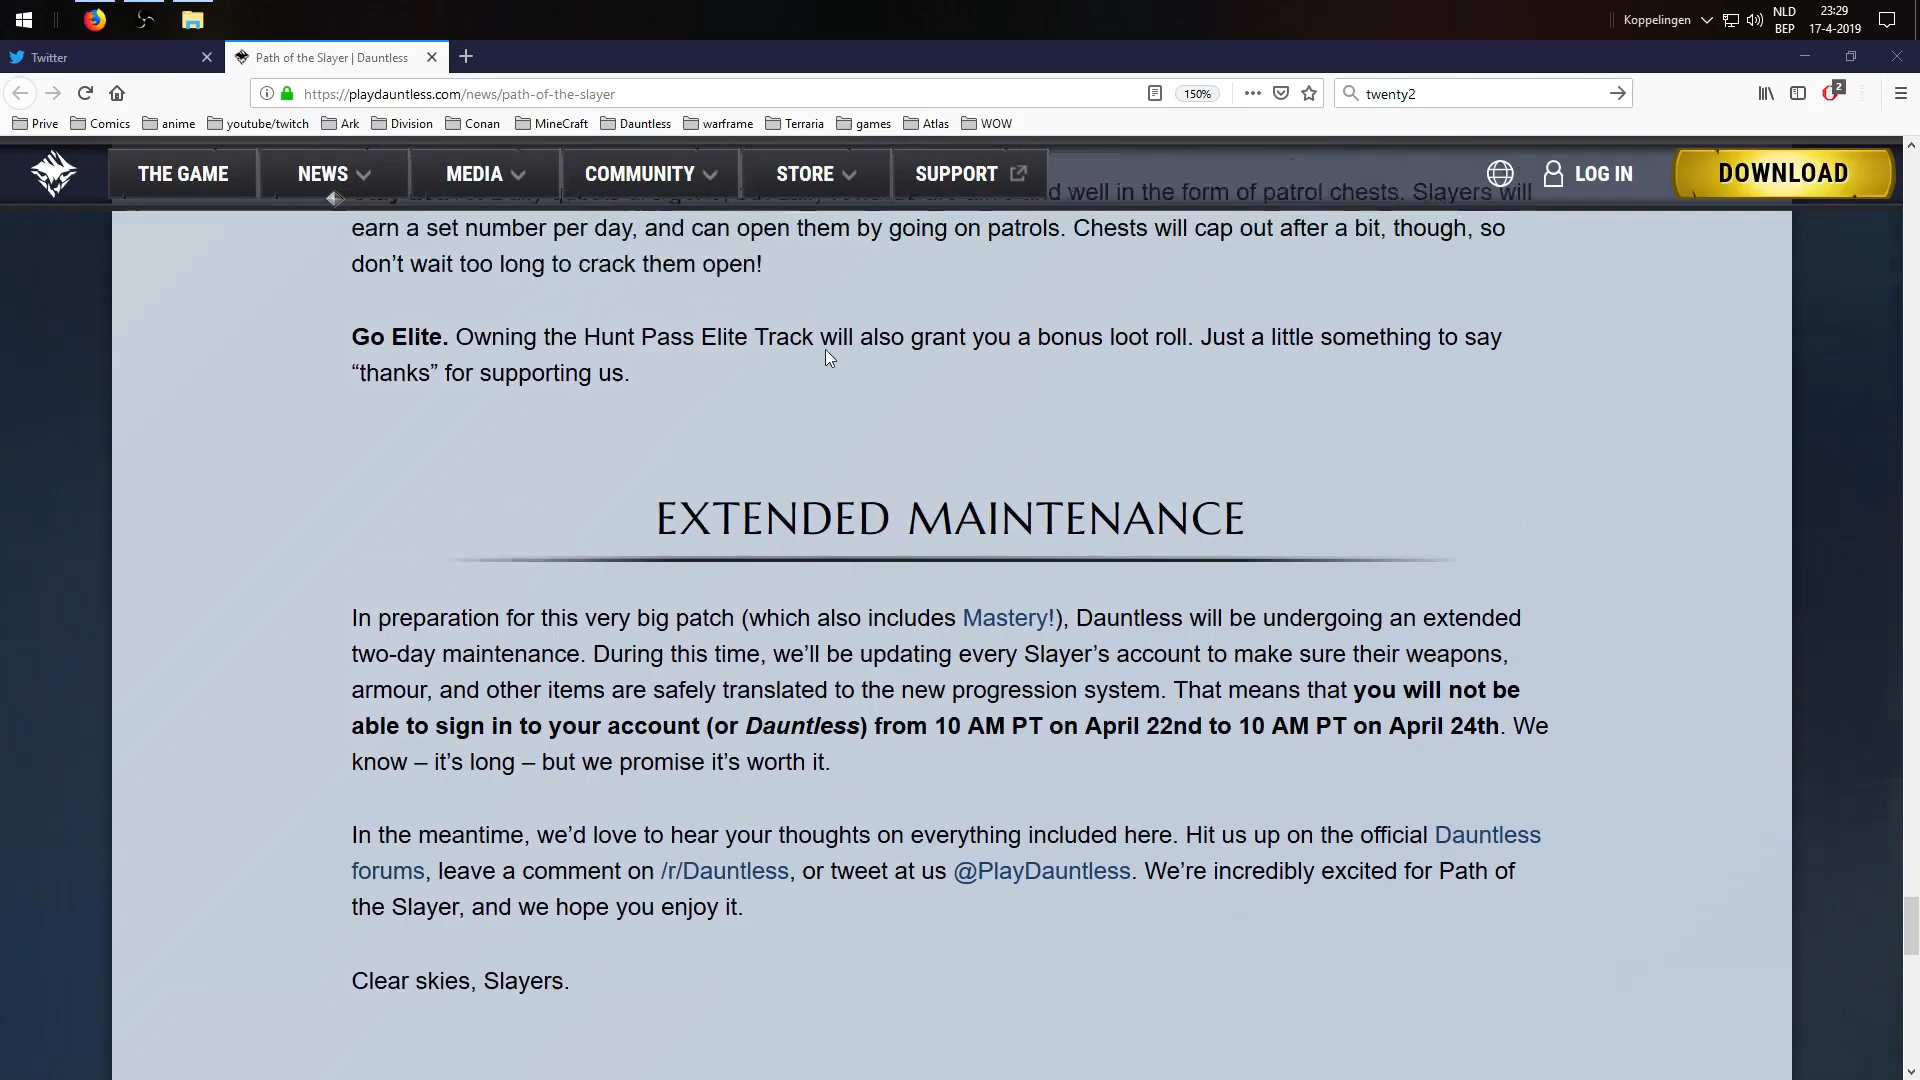 Koppelingen
NLD
BEP
23:29
17-4-2019
Twitter
Path of the Slayer | Dauntless
https://playdauntless.com/news/path-of-the-slayer
150%
twenty2
2
Prive
Comics
anime
youtube/twitch
Ark
Division
Conan
MineCraft
Dauntless
warframe
Terraria
games
Atlas
WOW
THE GAME
NEWS
MEDIA
COMMUNITY
STORE
SUPPORT
LOG IN
DOWNLOAD
d well in the form of patrol chests. Slayers will
earn a set number per day, and can open them by going on patrols. Chests will cap out after a bit, though, so
don’t wait too long to crack them open!
Go Elite. Owning the Hunt Pass Elite Track will also grant you a bonus loot roll. Just a little something to say
“thanks” for supporting us.
EXTENDED MAINTENANCE
In preparation for this very big patch (which also includes Mastery!), Dauntless will be undergoing an extended
two-day maintenance. During this time, we’ll be updating every Slayer’s account to make sure their weapons,
armour, and other items are safely translated to the new progression system. That means that you will not be
able to sign in to your account (or Dauntless) from 10 AM PT on April 22nd to 10 AM PT on April 24th. We
know – it’s long – but we promise it’s worth it.
In the meantime, we’d love to hear your thoughts on everything included here. Hit us up on the official Dauntless
forums, leave a comment on /r/Dauntless, or tweet at us @PlayDauntless. We’re incredibly excited for Path of
the Slayer, and we hope you enjoy it.
Clear skies, Slayers.